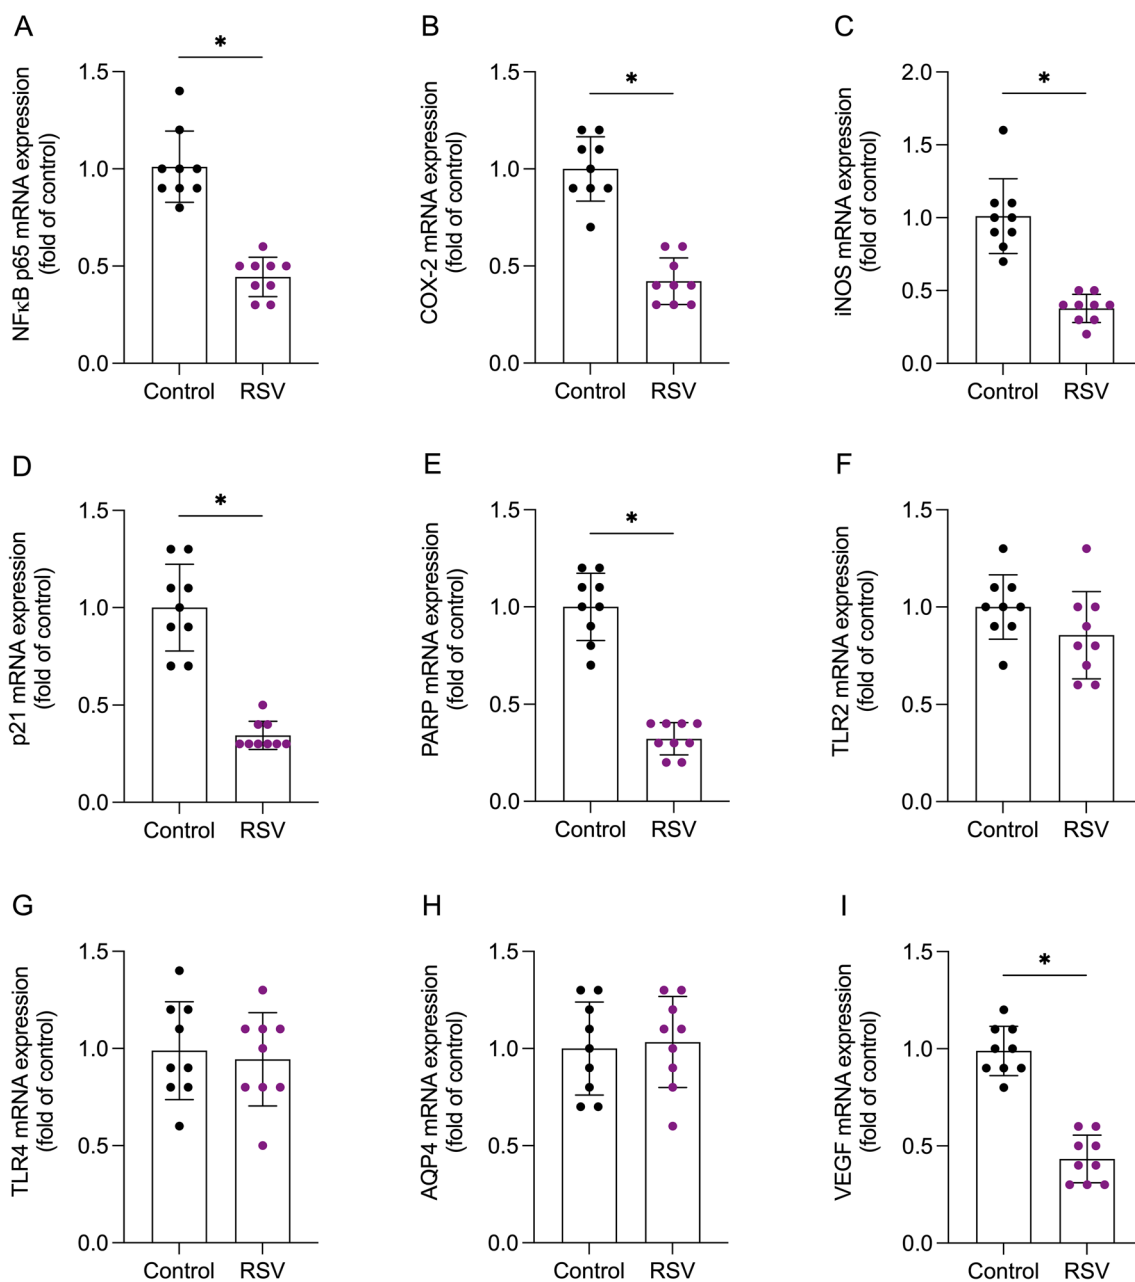 A
NFκB p65 mRNA expression
(fold of control)
*
1.5
1.0
0.5
0.0
Control RSV
B
COX-2 mRNA expression
(fold of control)
*
1.5
1.0
0.5
0.0
Control RSV
C
iNOS mRNA expression
(fold of control)
*
2.0
1.5
1.0
0.5
0.0
Control RSV
D
p21 mRNA expression
(fold of control)
*
1.5
1.0
0.5
0.0
Control RSV
E
PARP mRNA expression
(fold of control)
*
1.5
1.0
0.5
0.0
Control RSV
F
TLR2 mRNA expression
(fold of control)
1.5
1.0
0.5
0.0
Control RSV
G
TLR4 mRNA expression
(fold of control)
1.5
1.0
0.5
0.0
Control RSV
H
AQP4 mRNA expression
(fold of control)
1.5
1.0
0.5
0.0
Control RSV
I
VEGF mRNA expression
(fold of control)
*
1.5
1.0
0.5
0.0
Control RSV